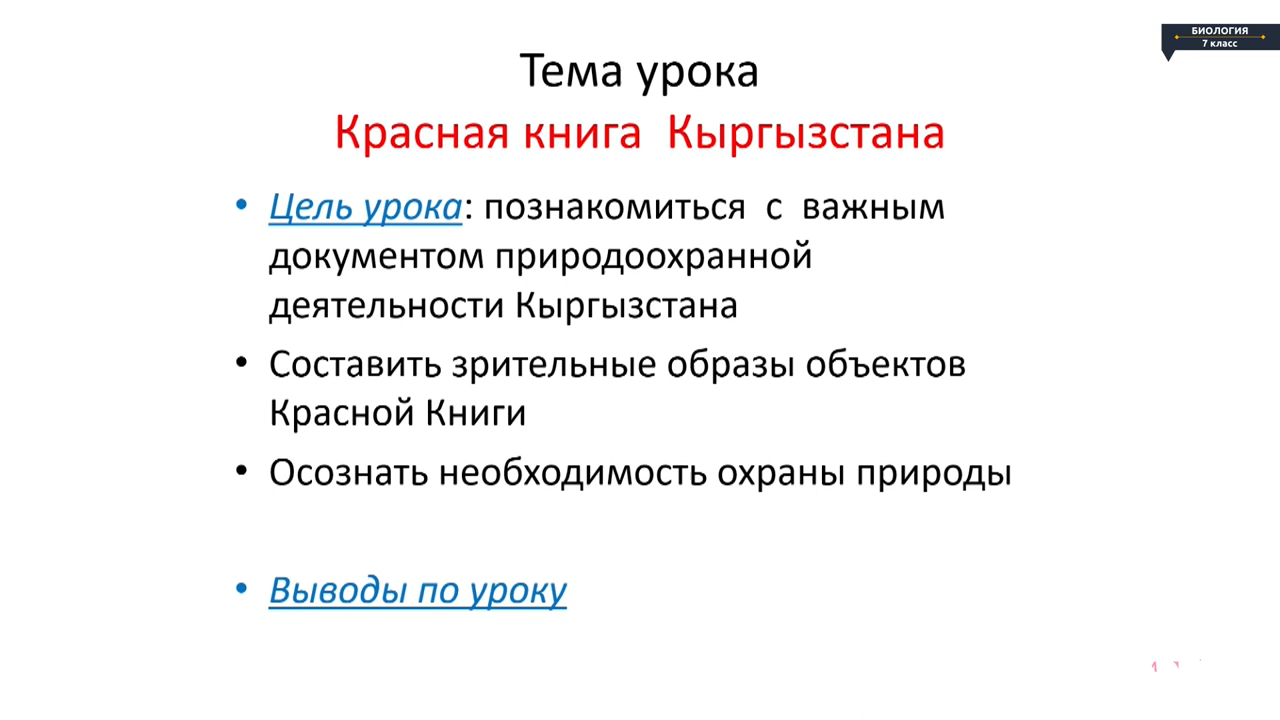 БИОЛОГИЯ
7 класс
Тема урока
Красная книга Кыргызстана
• Цель урока: познакомиться с важным
документом природоохранной
деятельности Кыргызстана
• Составить зрительные образы объектов
Красной Книги
• Осознать необходимость охраны природы
• Выводы по уроку